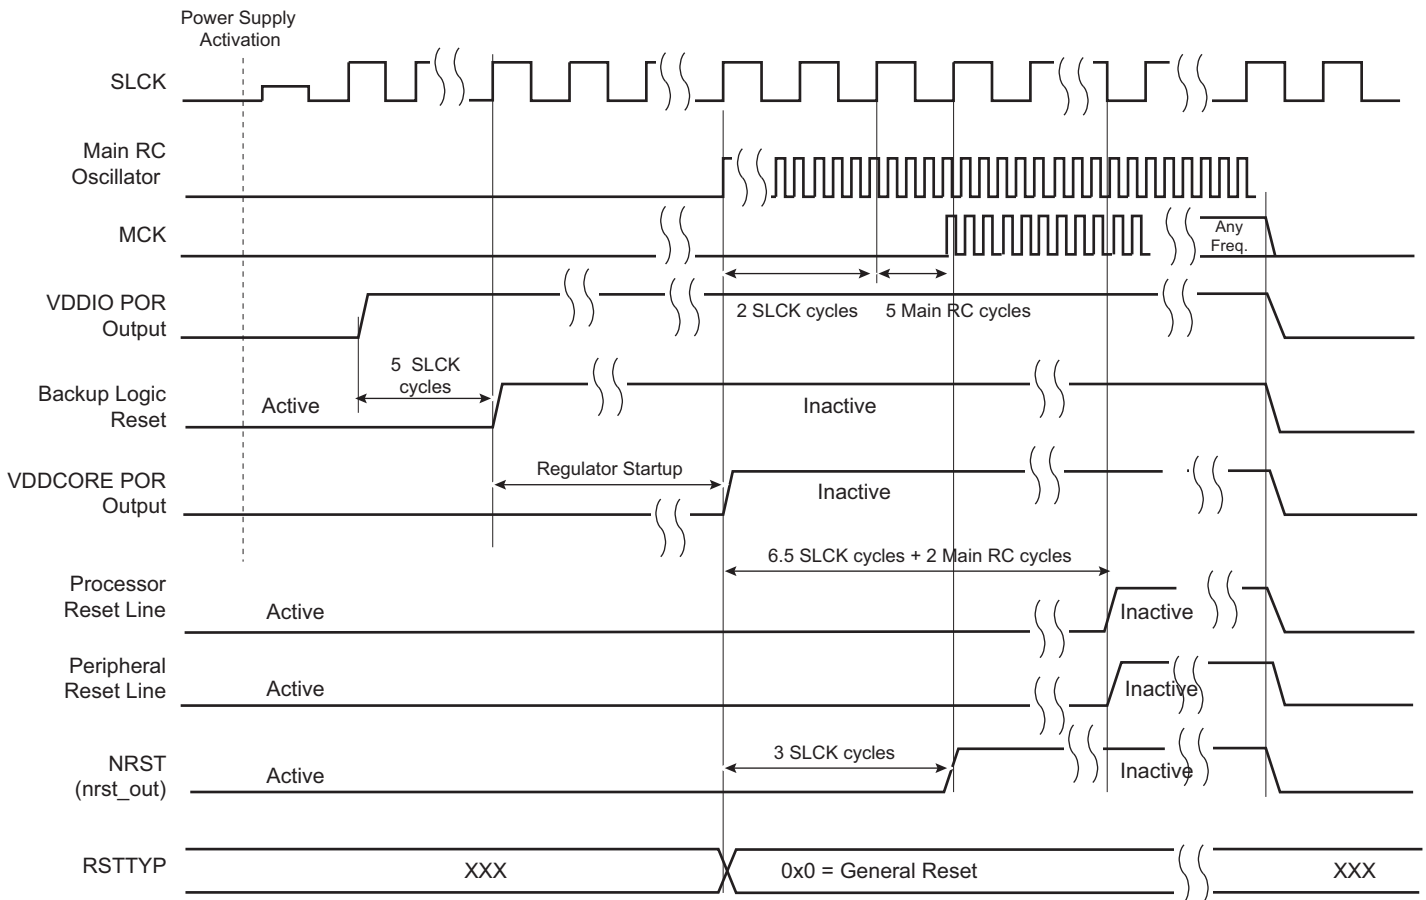 Power Supply
Activation
SLCK
Main RC
Oscillator
MCK
Any
Freq.
2 SLCK cycles
5 Main RC cycles
VDDIO POR
Output
5 SLCK
cycles
Backup Logic
Reset
Active
Inactive
VDDCORE POR
Output
Regulator Startup
Inactive
6.5 SLCK cycles + 2 Main RC cycles
Processor
Reset Line
Active
Inactive
Peripheral
Reset Line
Active
Inactive
NRST
(nrst_out)
Active
3 SLCK cycles
Inactive
RSTTYP
XXX
0x0 = General Reset
XXX